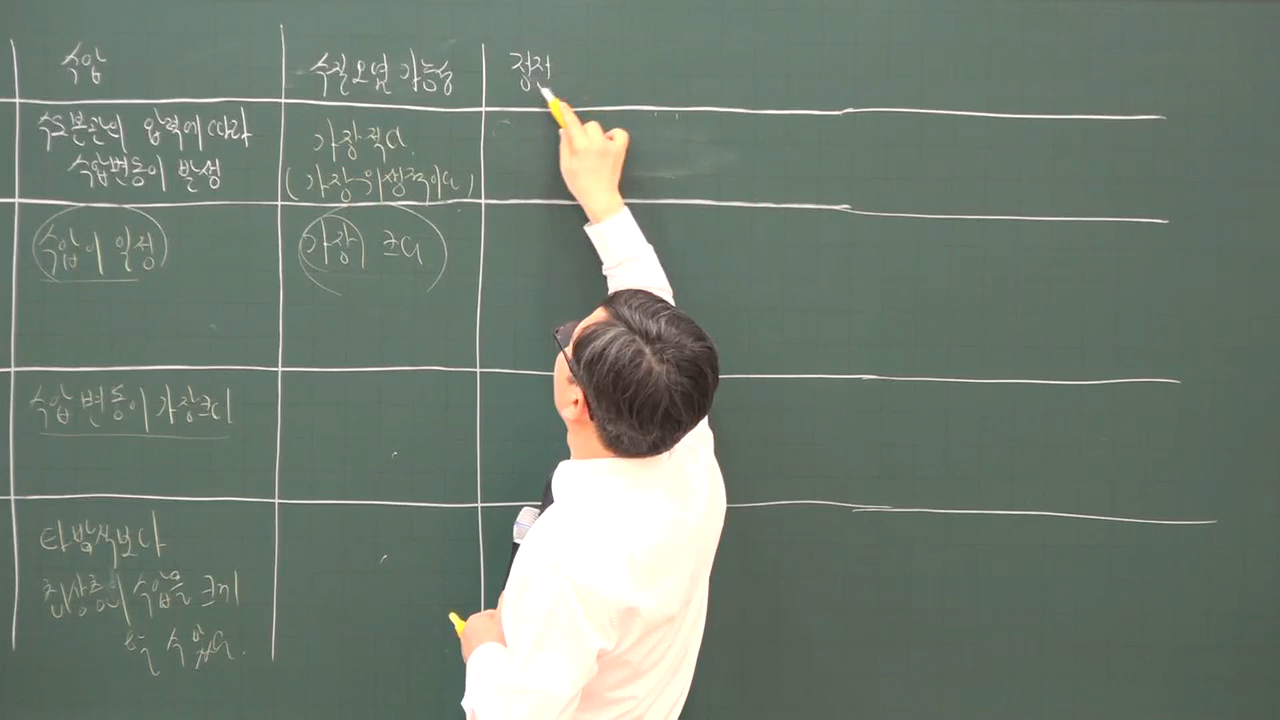 수압
수질오염 가능성
정전
수도본관의 압력에 따라
수압변동이 발생
가장적다.
(가장 위생적이다)
수압이 일정
가장 크다
수압 변동이 가장크다
타방식보다
최상층의 수압을 크게
할 수 있다.